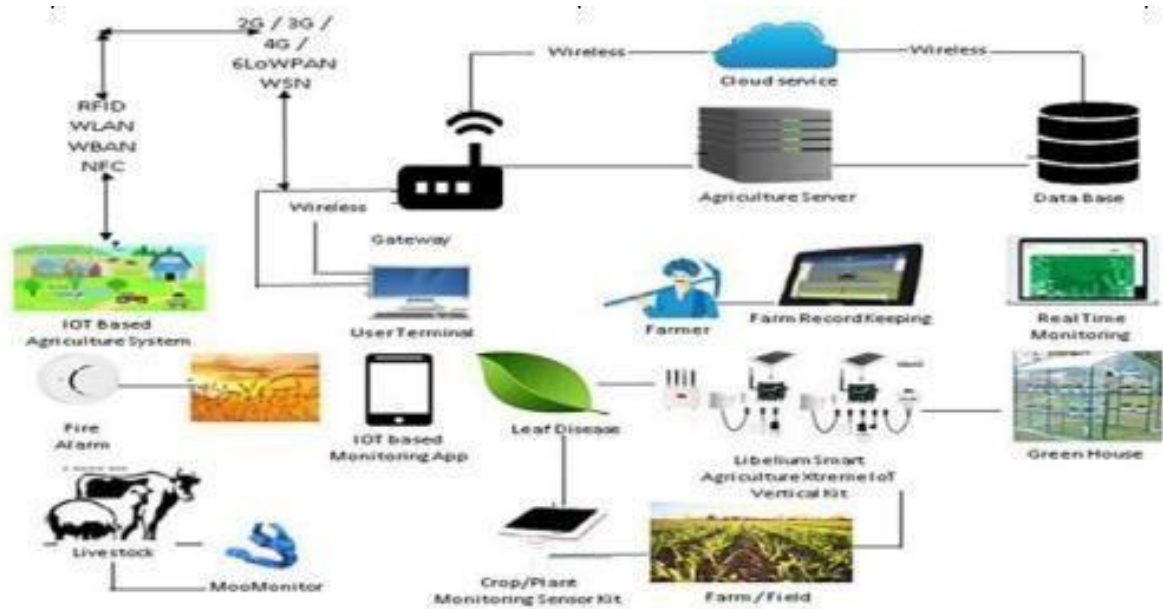 2G / 3G /
4G /
6LoWPAN
WSN
RFID
WLAN
WBAN
NFC
Wireless
Wireless
Cloud service
Wireless
Gateway
Agriculture Server
Data Base
IOT Based
Agriculture System
User Terminal
Farmer
Farm Record Keeping
Real Time
Monitoring
Fire
Alarm
IOT based
Monitoring App
Leaf Disease
Libelium Smart
Agriculture Xtreme IoT
Vertical Kit
Green House
Livestock
MooMonitor
Crop/Plant
Monitoring Sensor Kit
Farm / Field